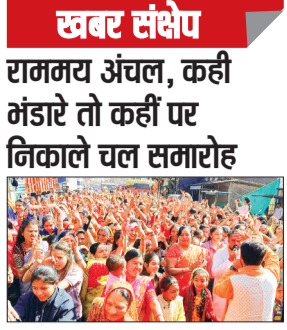 खबर संक्षेप
राममय अंचल, कही
भंडारे तो कहीं पर
निकाले चल समारोह